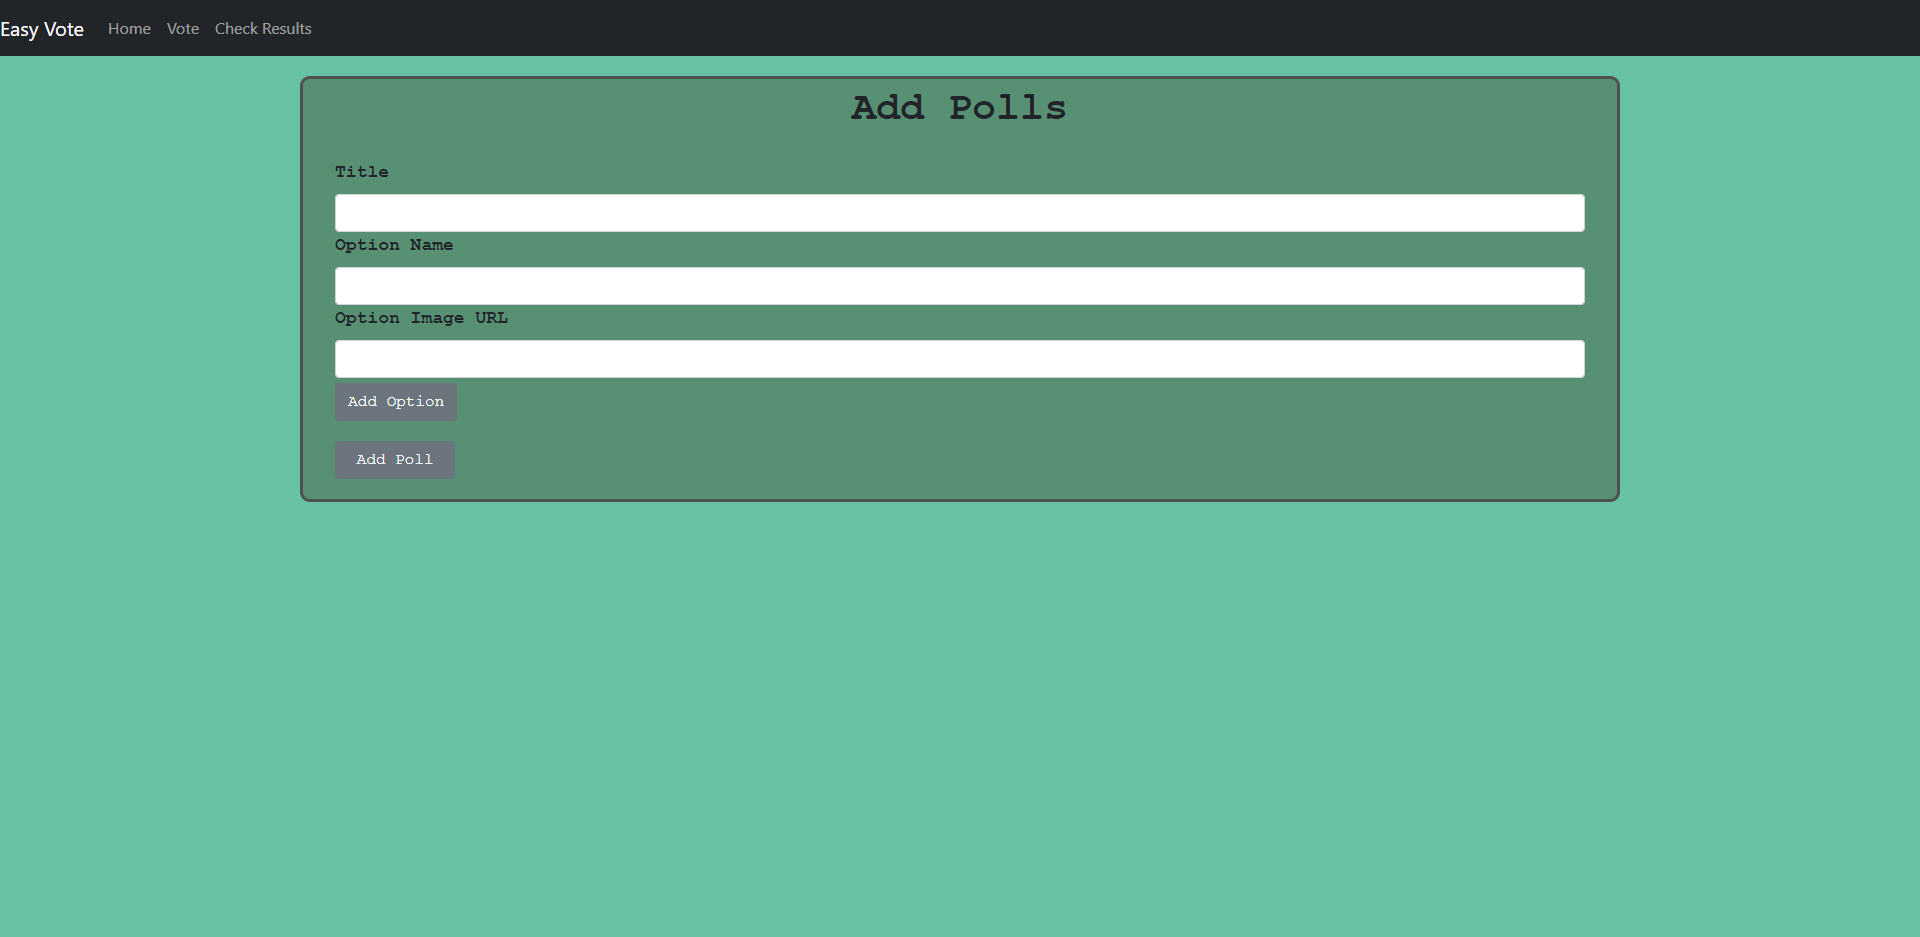 Easy Vote Home Vote Check Results
Add Polls
Title
Option Name
Option Image URL
Add Option
Add Poll